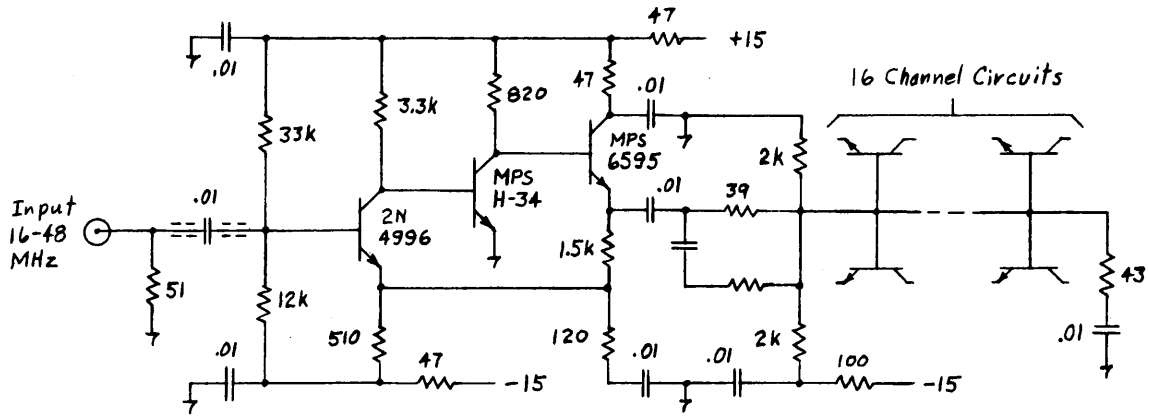 47
+15
.01
47
.01
16 Channel Circuits
33k
3.3k
820
MPS
6595
2k
Input
16-48
MHz
.01
2N
4996
MPS
H-34
.01
39
1.5k
51
12k
510
120
2k
43
.01
.01
47
-15
.01
.01
100
-15